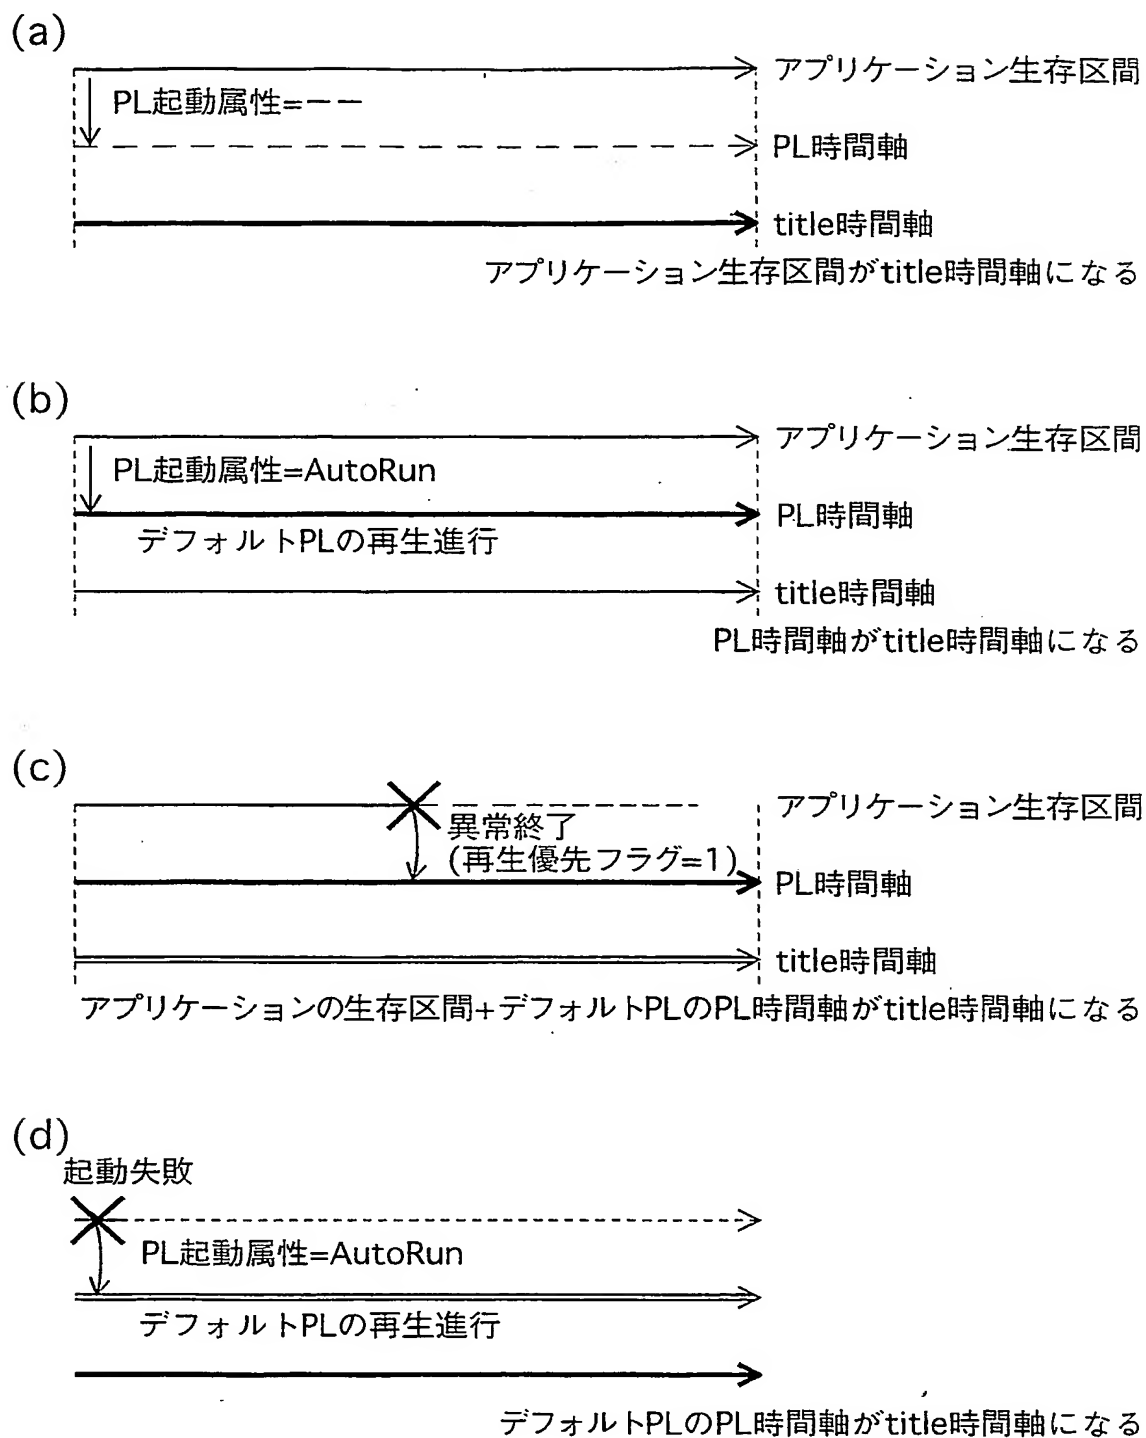 (a)
アプリケーション生存区間
PL起動属性=ーー
PL時間軸
title時間軸
アプリケーション生存区間がtitle時間軸になる
(b)
アプリケーション生存区間
PL起動属性=AutoRun
PL時間軸
デフォルトPLの再生進行
title時間軸
PL時間軸がtitle時間軸になる
(c)
アプリケーション生存区間
異常終了
(再生優先フラグ=1)
PL時間軸
title時間軸
アプリケーションの生存区間+デフォルトPLのPL時間軸がtitle時間軸になる
(d)
起動失敗
PL起動属性=AutoRun
デフォルトPLの再生進行
デフォルトPLのPL時間軸がtitle時間軸になる